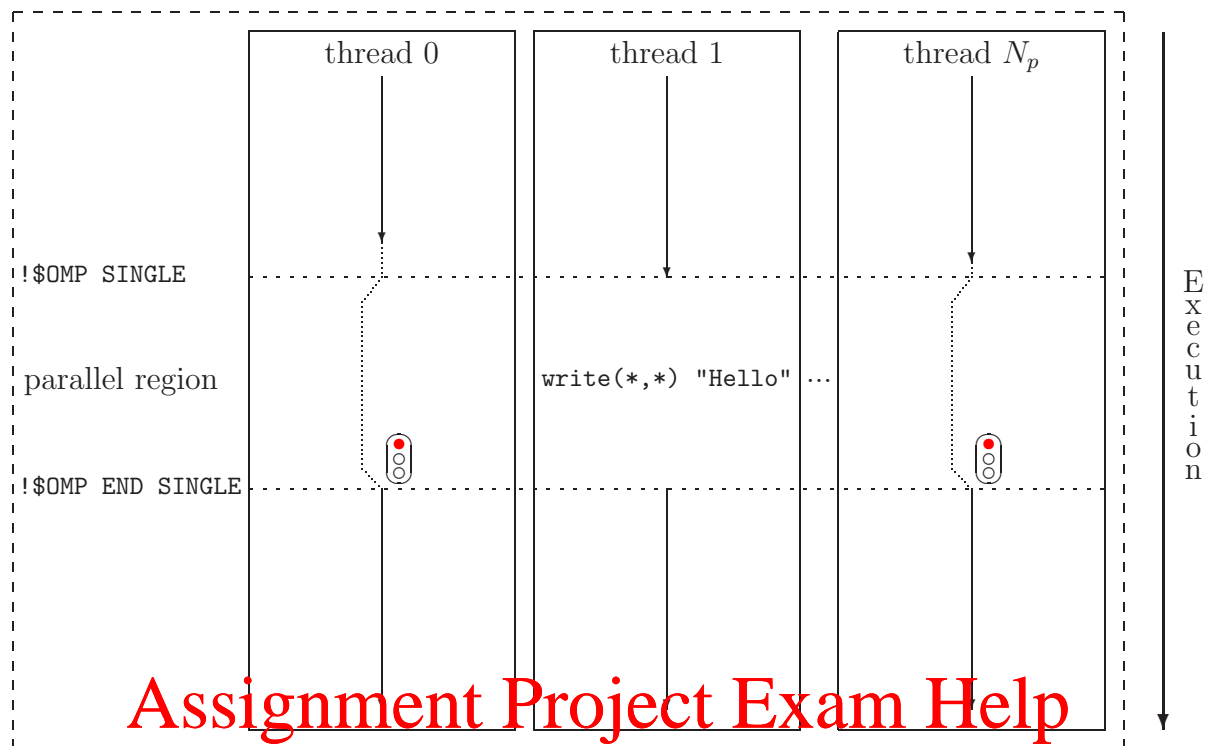 thread 0
thread 1
thread Nₚ
!$OMP SINGLE
parallel region
write(*,*) "Hello"
...
!$OMP END SINGLE
Execution
Assignment Project Exam Help